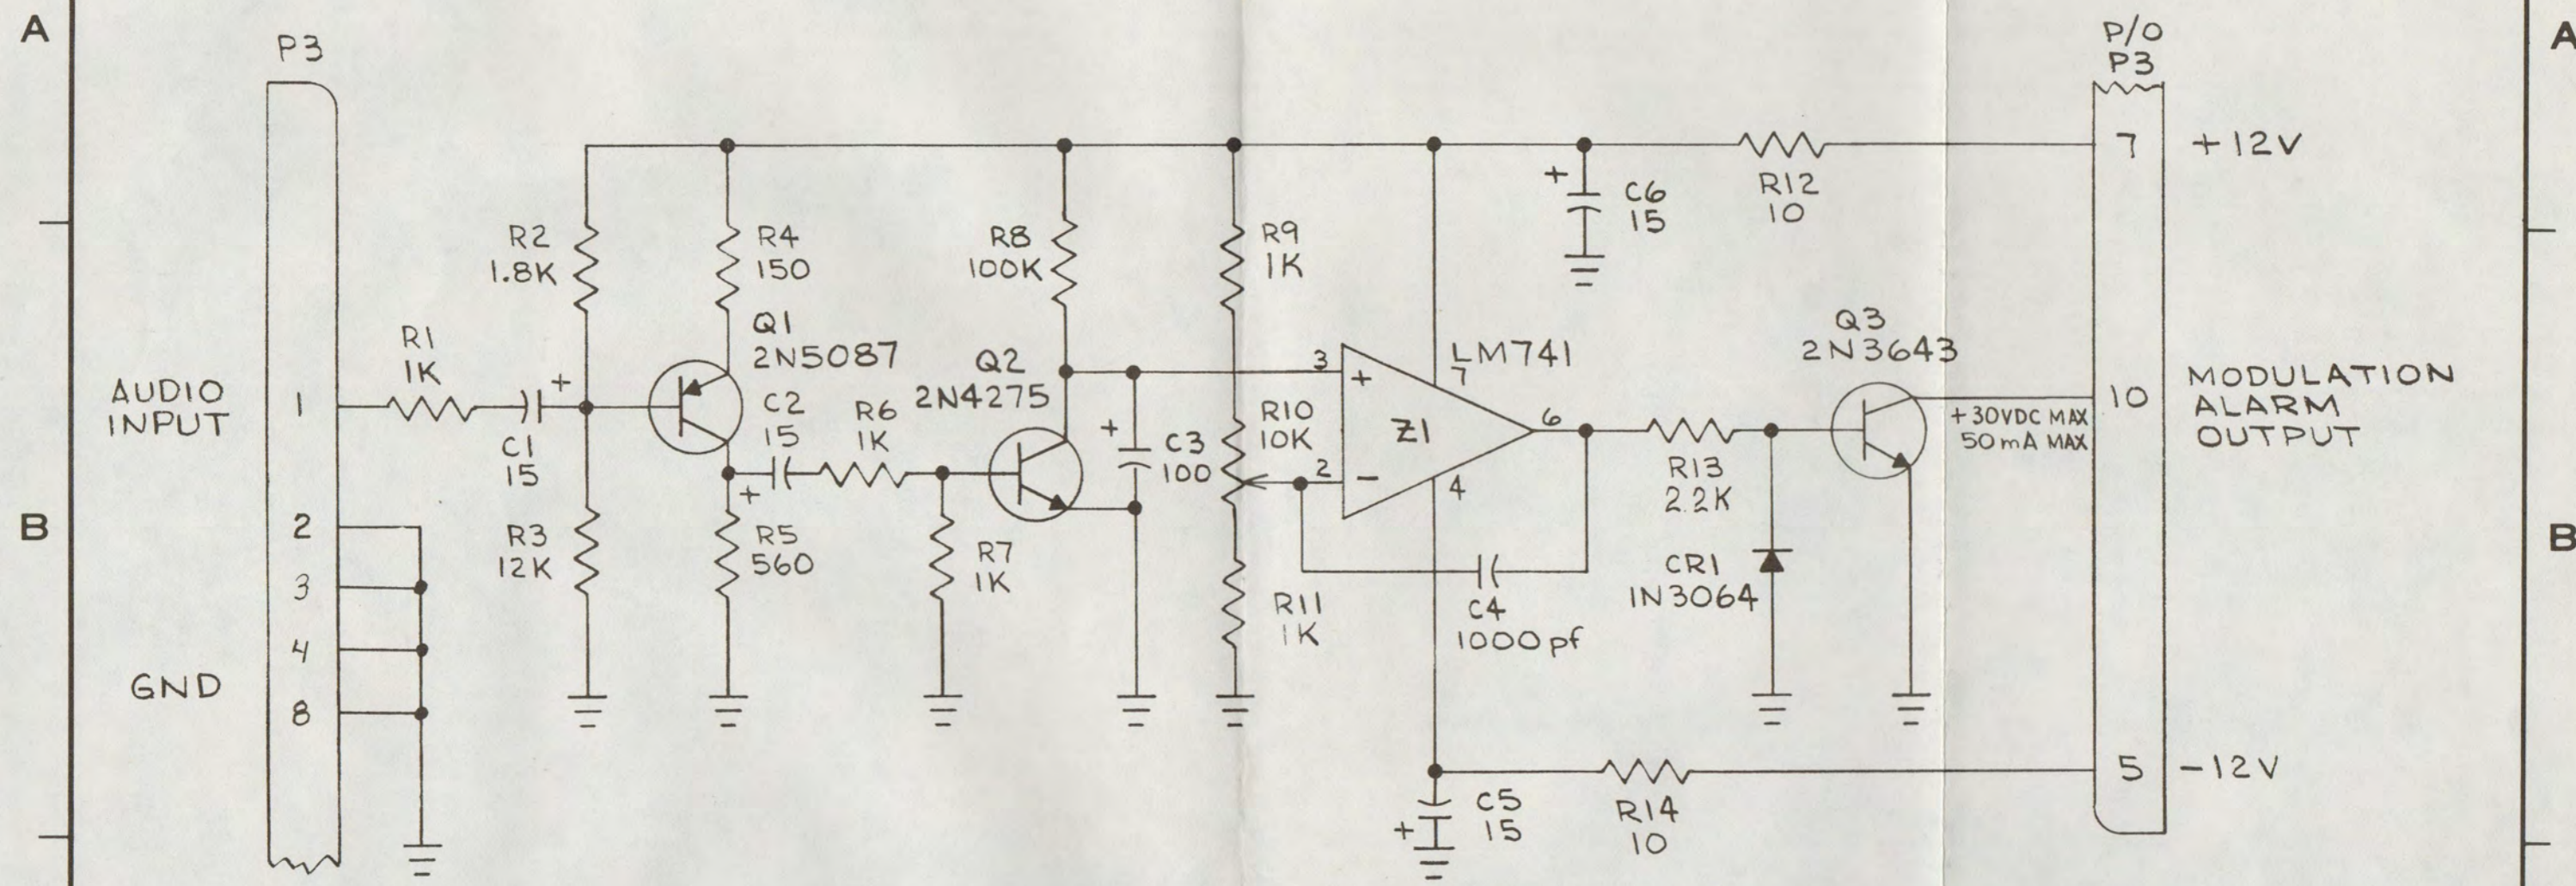 A
A
P3
P/O
P3
7
+12V
C6
15
R12
10
R2
1.8K
R4
150
R8
100K
R9
1K
R1
1K
Q1
2N5087
Q2
2N4275
3
+
LM741
7
Q3
2N3643
AUDIO
INPUT
1
+
C1
15
C2
15
+
R6
1K
+
C3
100
R10
10K
2
-
Z1
6
4
R13
2.2K
+30VDC MAX
50mA MAX
10
MODULATION
ALARM
OUTPUT
B
B
2
3
4
8
GND
R3
12K
R5
560
R7
1K
R11
1K
C4
1000pf
CR1
1N3064
+
C5
15
R14
10
5
-12V
+